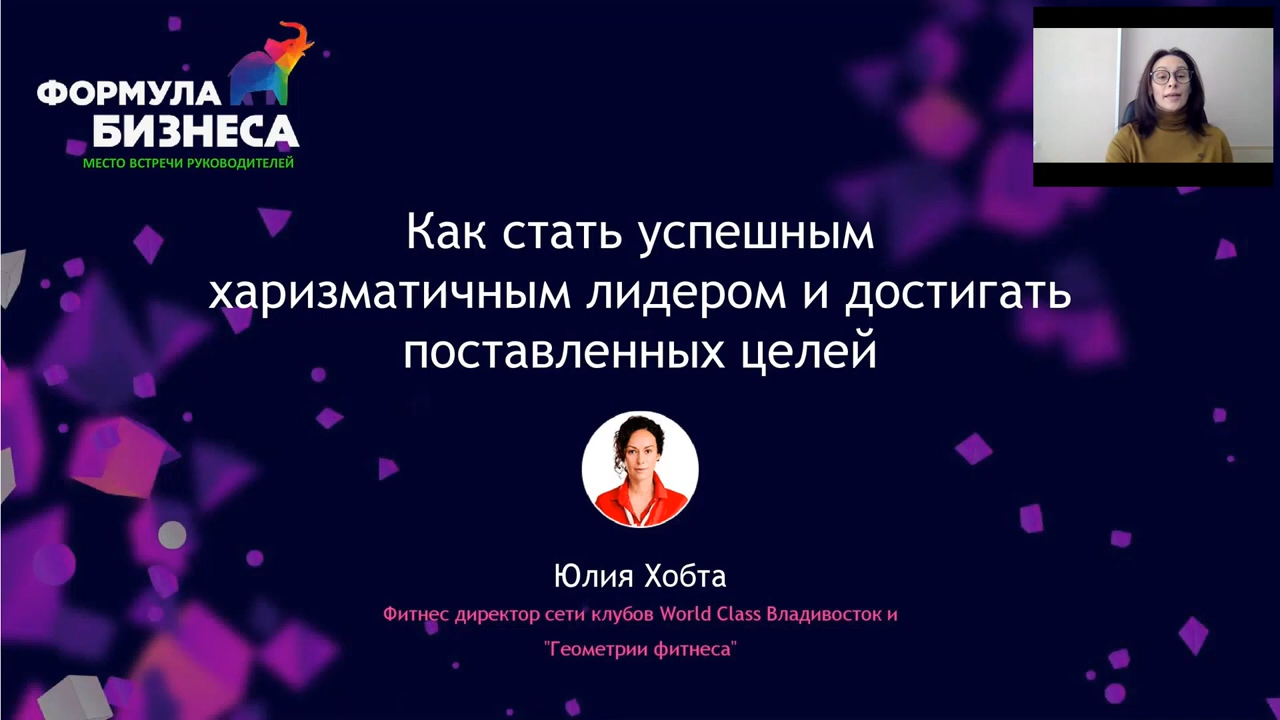 ФОРМУЛА
БИЗНЕСА
МЕСТО ВСТРЕЧИ РУКОВОДИТЕЛЕЙ
Как стать успешным
харизматичным лидером и достигать
поставленных целей
Юлия Хобта
Фитнес директор сети клубов World Class Владивосток и
"Геометрии фитнеса"